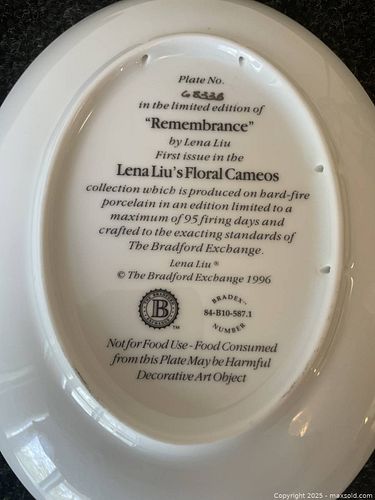 Plate No.
in the limited edition of
"Remembrance"
by Lena Liu
First issue in the
Lena Liu's Floral Cameos
collection which is produced on hard-fire
porcelain in an edition limited to a
maximum of 95 firing days and
crafted to the exacting standards of
The Bradford Exchange.
Lena Liu®
© The Bradford Exchange 1996
B
TM
BRADEX™
84-B10-587.1
NUMBER
Not for Food Use - Food Consumed
from this Plate May be Harmful
Decorative Art Object
Copyright © 2025 - maxsold.com